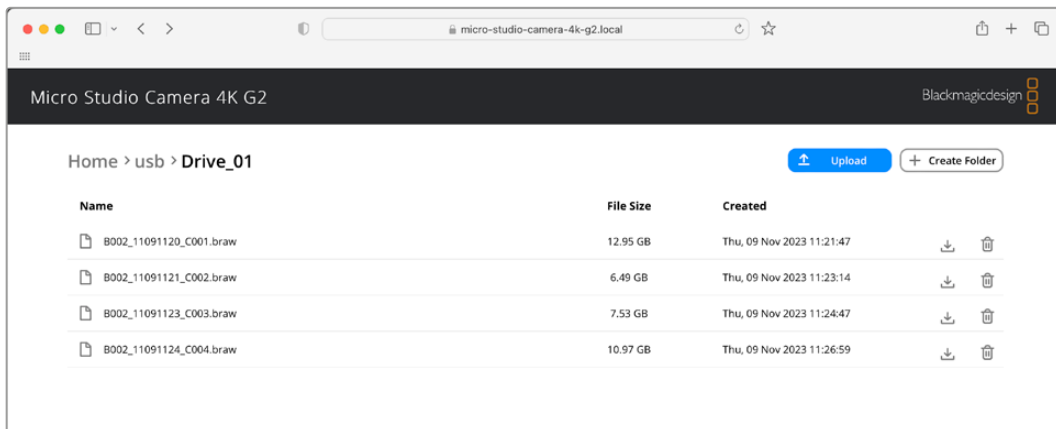 micro-studio-camera-4k-g2.local
Micro Studio Camera 4K G2 Blackmagicdesign
Home > usb > Drive_01 Upload + Create Folder
Name File Size Created
B002_11091120_C001.braw 12.95 GB Thu, 09 Nov 2023 11:21:47
B002_11091121_C002.braw 6.49 GB Thu, 09 Nov 2023 11:23:14
B002_11091123_C003.braw 7.53 GB Thu, 09 Nov 2023 11:24:47
B002_11091124_C004.braw 10.97 GB Thu, 09 Nov 2023 11:26:59